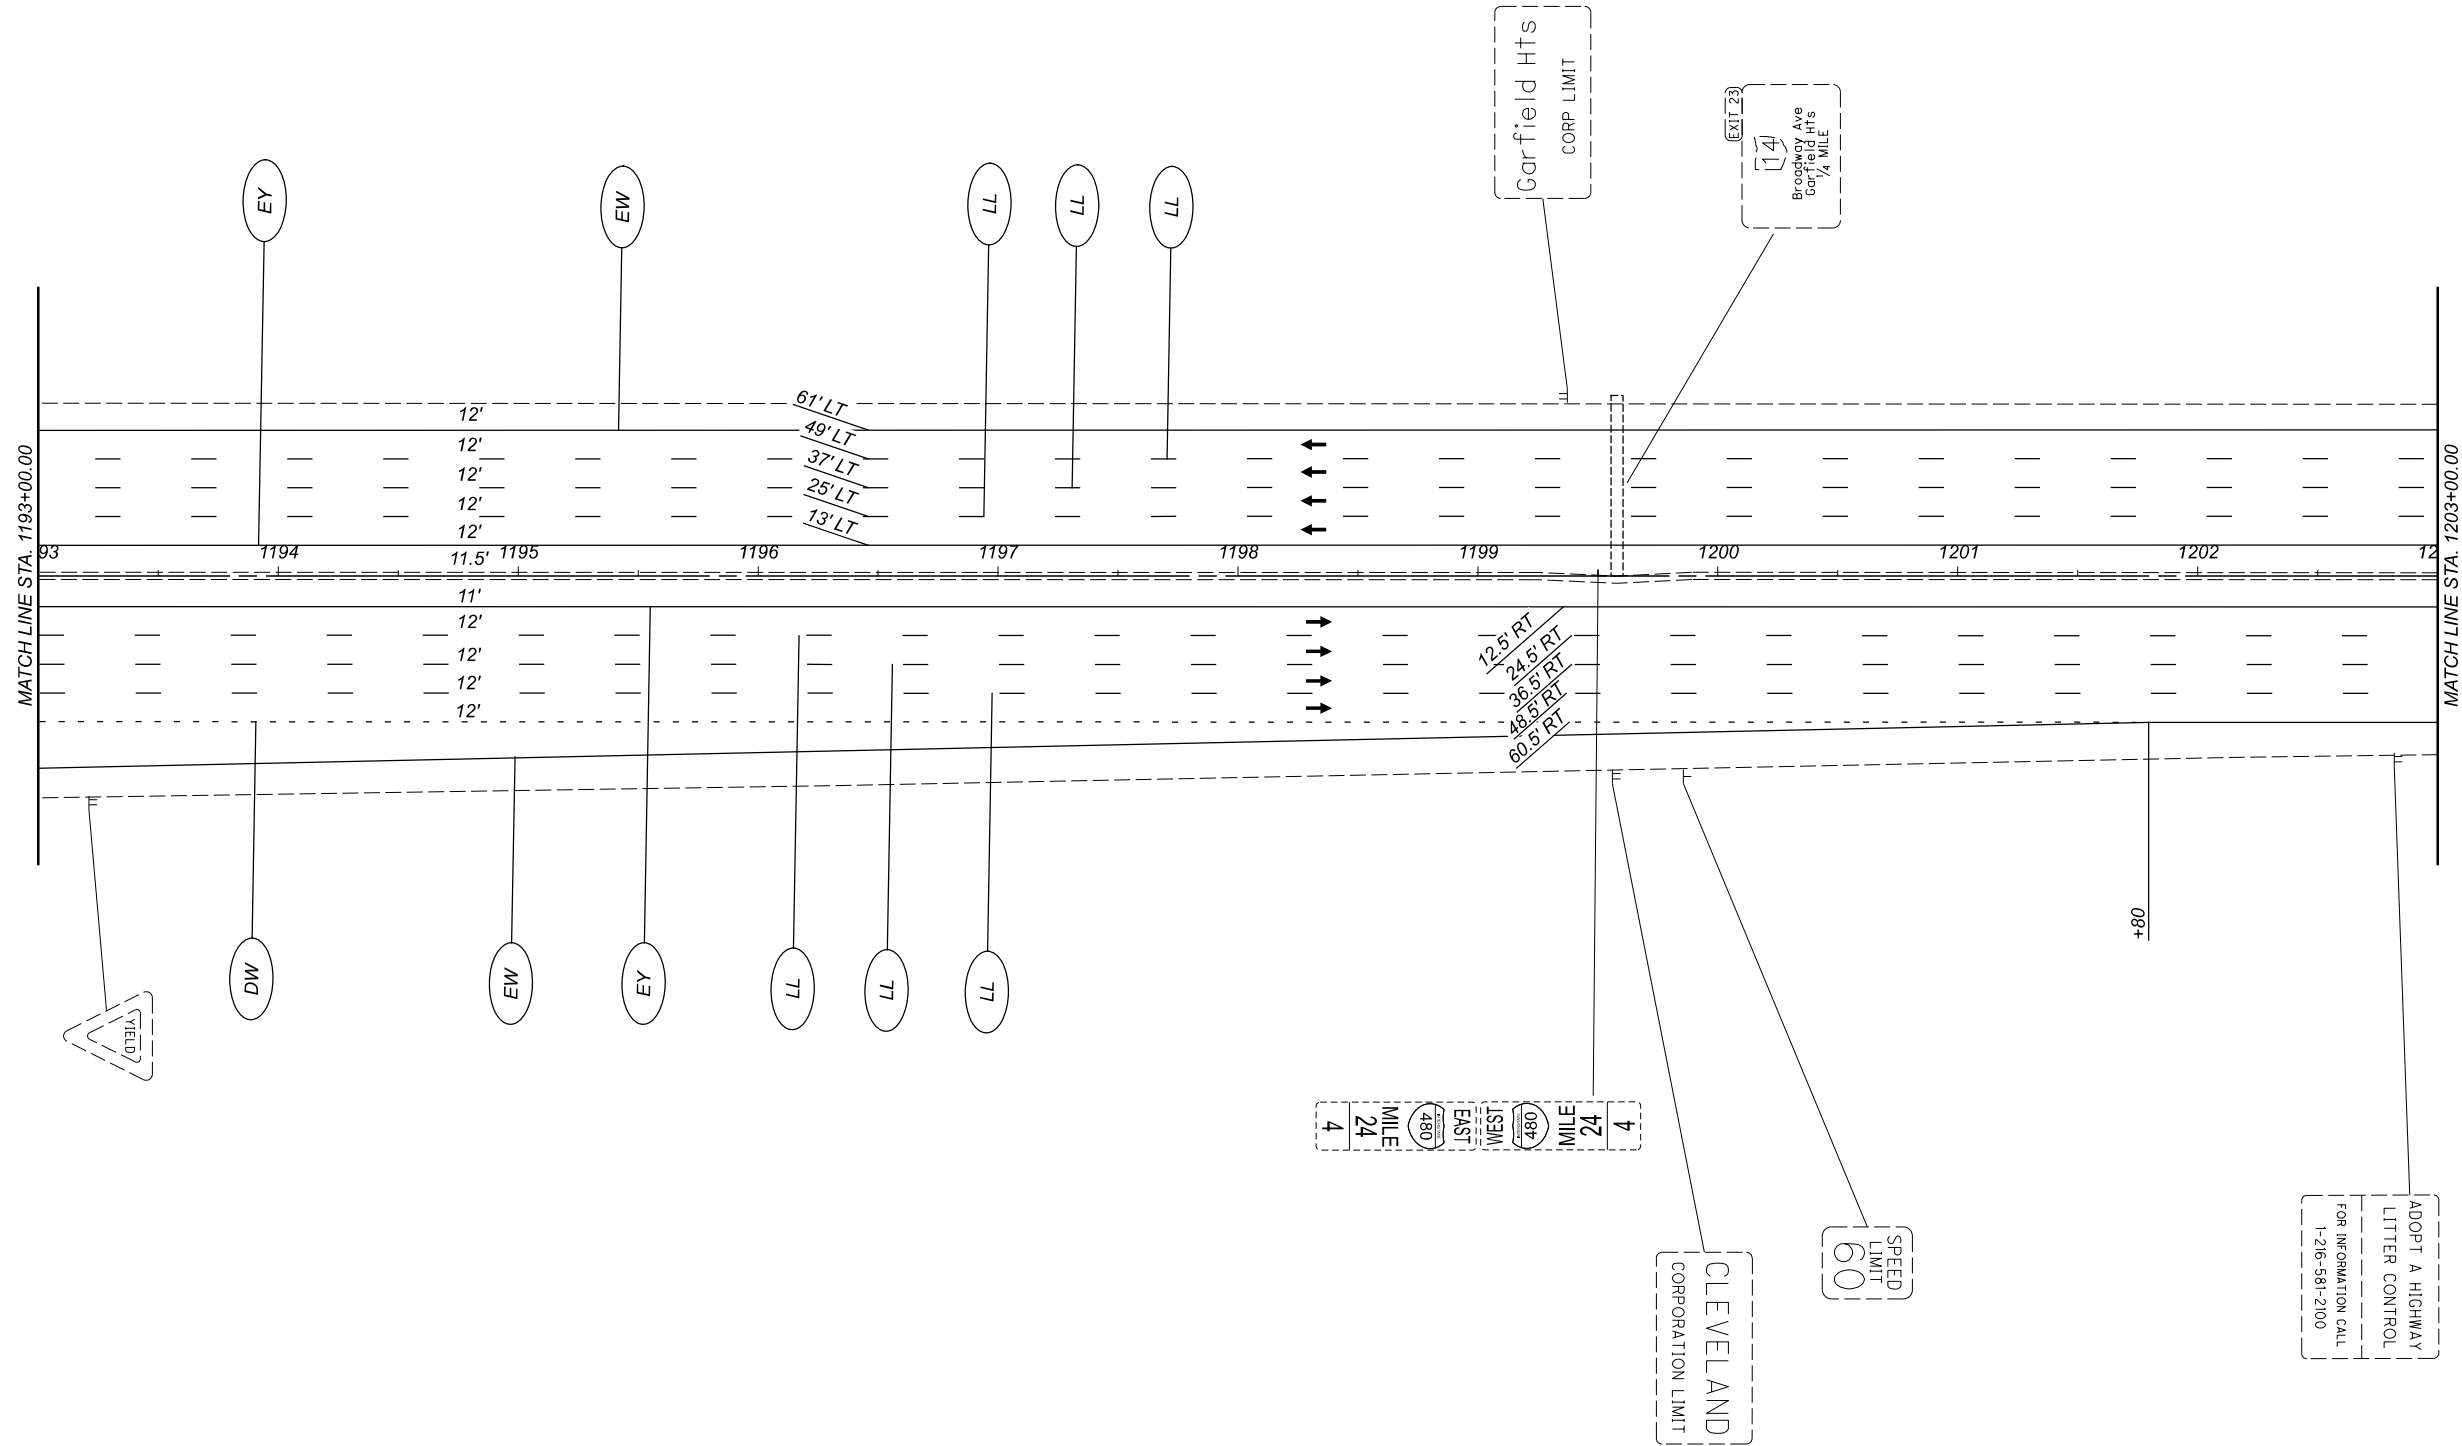 Garfield Hts
CORP LIMIT
EXIT 23
14
Broadway Ave
Garfield Hts
1/4 MILE
EY
EW
LL
LL
LL
MATCH LINE STA. 1193+00.00
MATCH LINE STA. 1203+00.00
12'
12'
12'
12'
12'
11.5'
11'
12'
12'
12'
12'
61' LT
49' LT
37' LT
25' LT
13' LT
93
1194
1195
1196
1197
1198
1199
1200
1201
1202
12
12.5' RT
24.5' RT
36.5' RT
48.5' RT
60.5' RT
+80
DW
EW
EY
LL
LL
LL
YIELD
EAST
480
MILE
24
4
WEST
480
MILE
24
4
CLEVELAND
CORPORATION LIMIT
SPEED
LIMIT
60
ADOPT A HIGHWAY
LITTER CONTROL
FOR INFORMATION CALL
1-216-581-2100